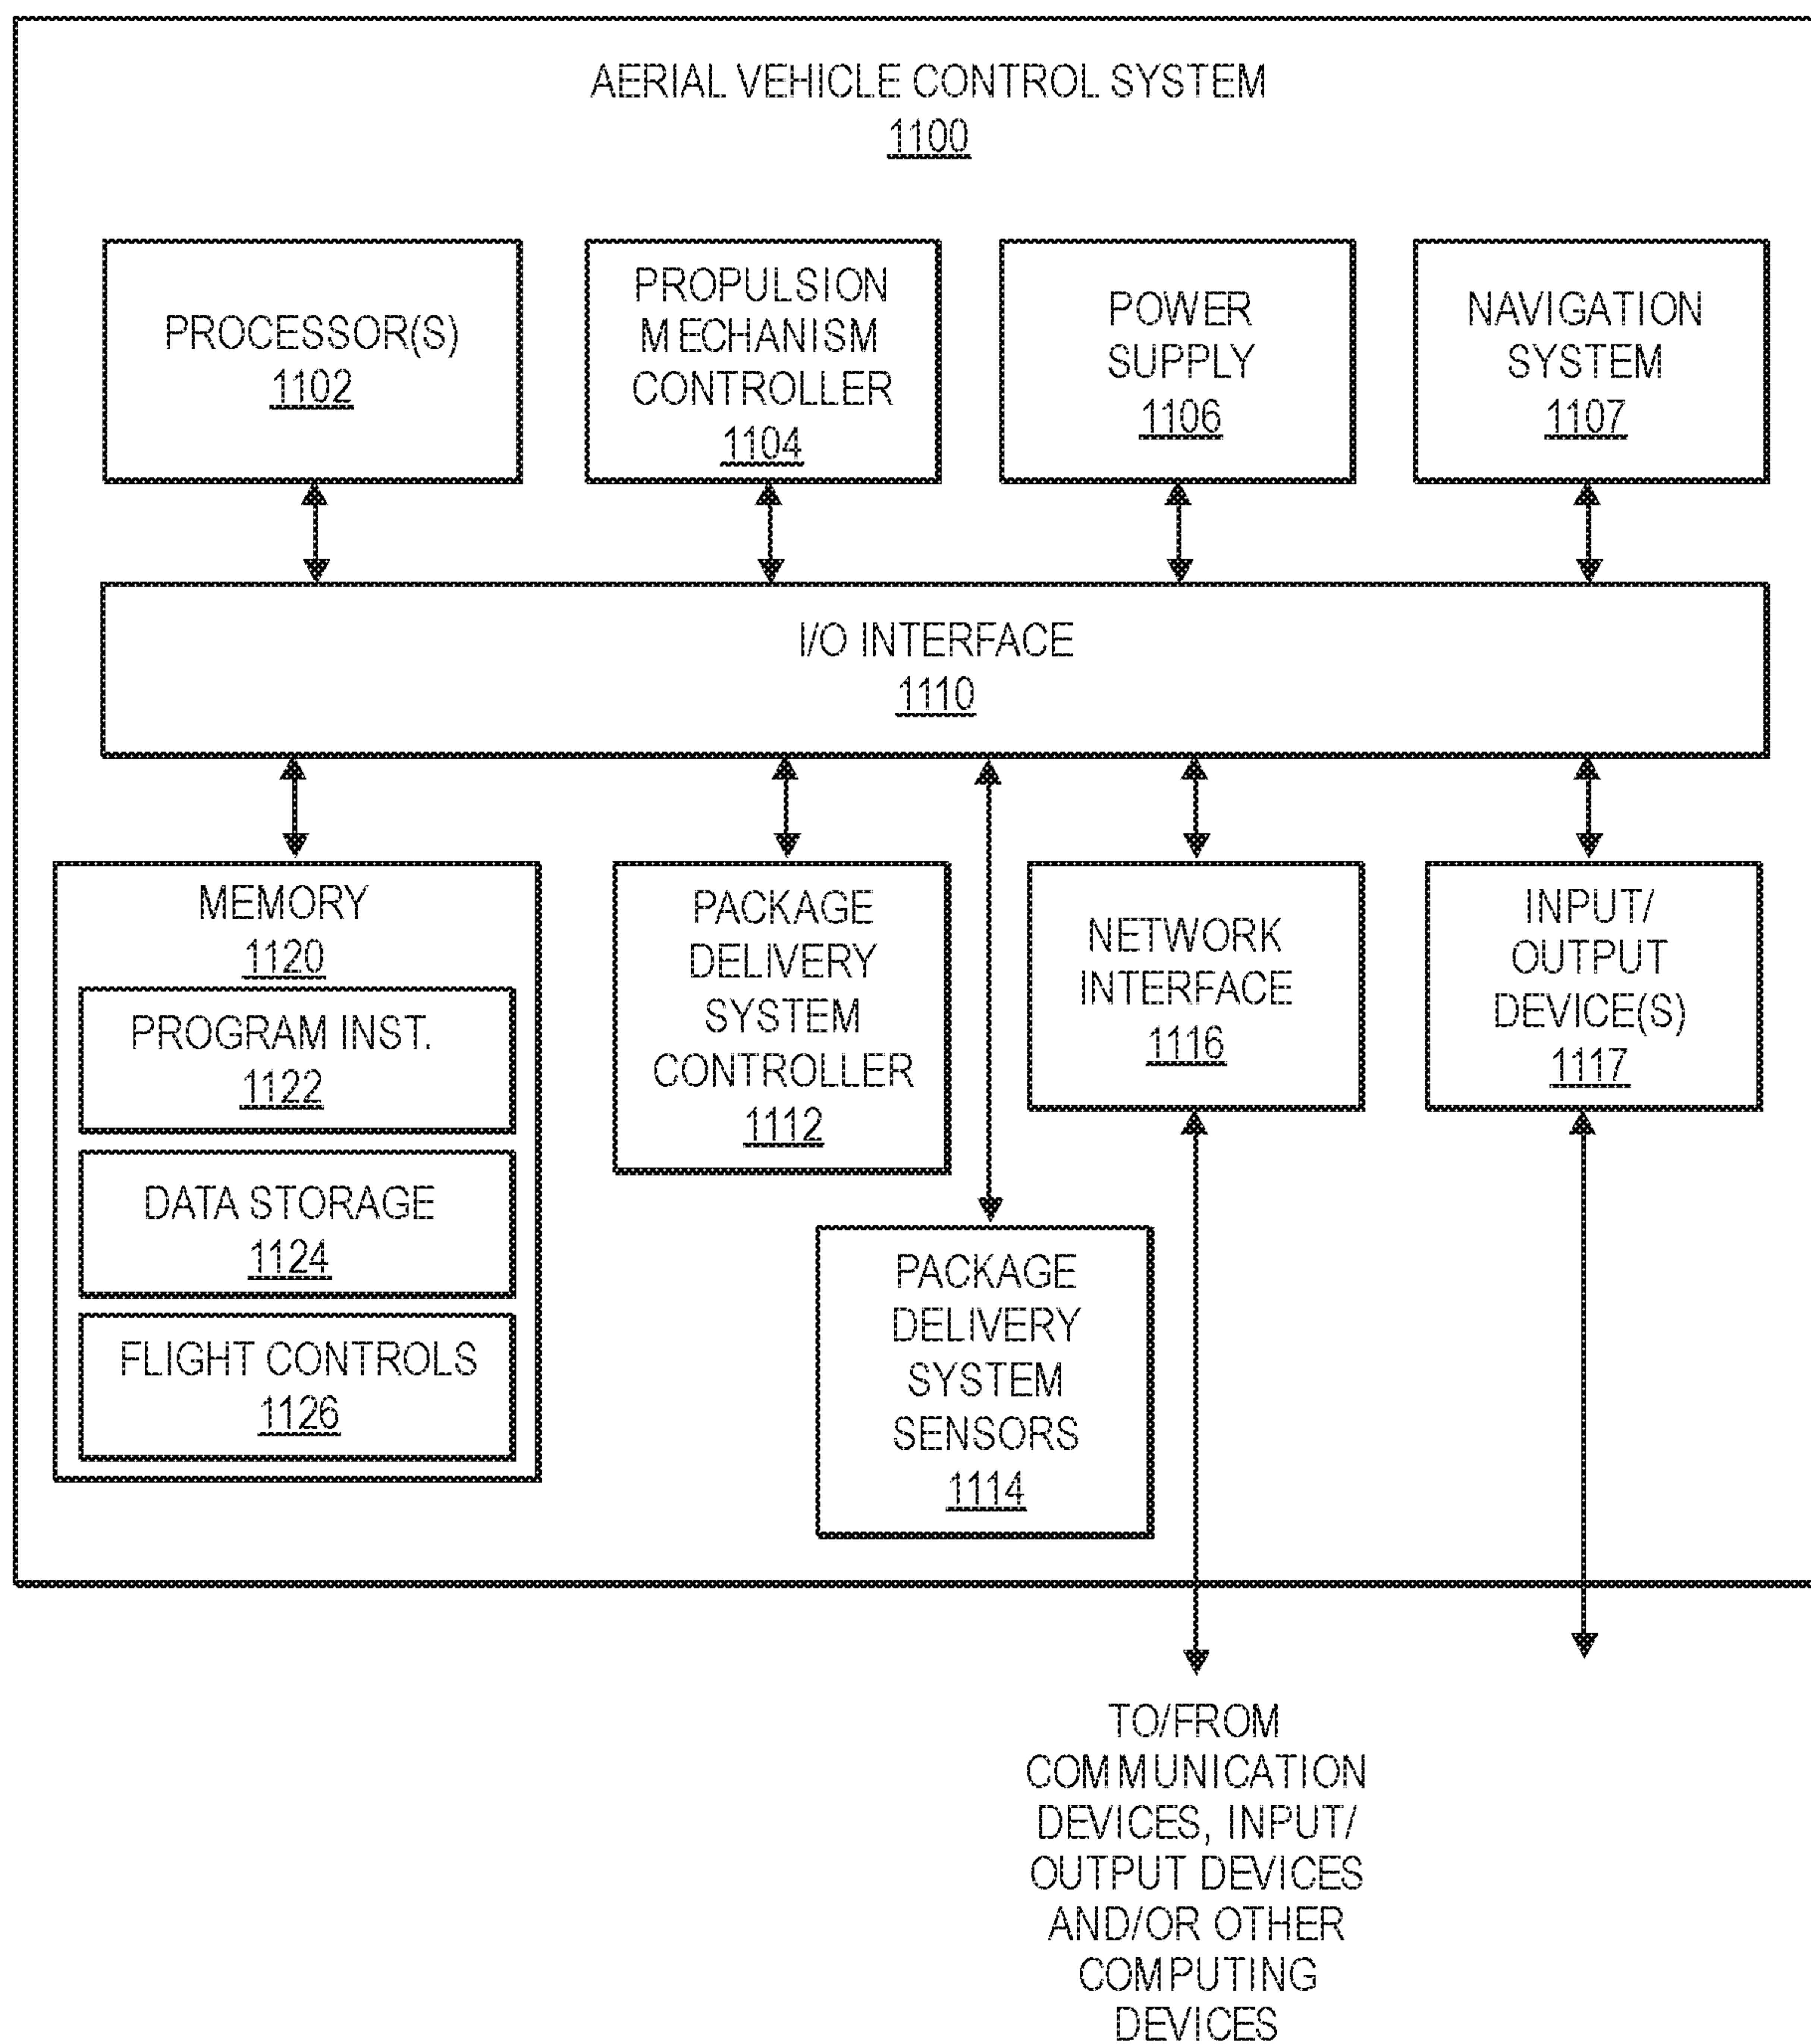 AERIAL VEHICLE CONTROL SYSTEM
1100
PROCESSOR(S)
1102
PROPULSION
MECHANISM
CONTROLLER
1104
POWER
SUPPLY
1106
NAVIGATION
SYSTEM
1107
I/O INTERFACE
1110
MEMORY
1120
PROGRAM INST.
1122
DATA STORAGE
1124
FLIGHT CONTROLS
1126
PACKAGE
DELIVERY
SYSTEM
CONTROLLER
1112
PACKAGE
DELIVERY
SYSTEM
SENSORS
1114
NETWORK
INTERFACE
1116
INPUT/
OUTPUT
DEVICE(S)
1117
TO/FROM
COMMUNICATION
DEVICES, INPUT/
OUTPUT DEVICES
AND/OR OTHER
COMPUTING
DEVICES